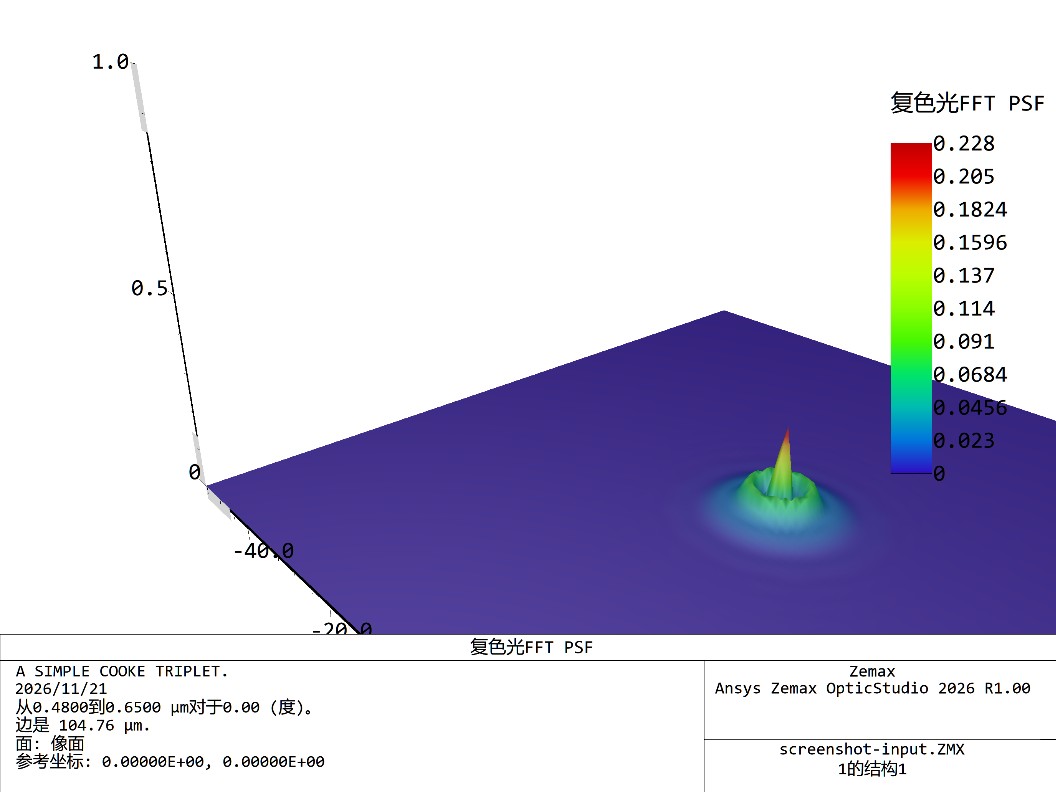 1.0
0.5
0
-40.0
-20.0
复色光FFT PSF
0.228
0.205
0.1824
0.1596
0.137
0.114
0.091
0.0684
0.0456
0.023
0
复色光FFT PSF
A SIMPLE COOKE TRIPLET.
2026/11/21
从0.4800到0.6500 µm对于0.00 (度)。
边是 104.76 µm.
面: 像面
参考坐标: 0.00000E+00, 0.00000E+00
Zemax
Ansys Zemax OpticStudio 2026 R1.00
screenshot-input.ZMX
1的结构1